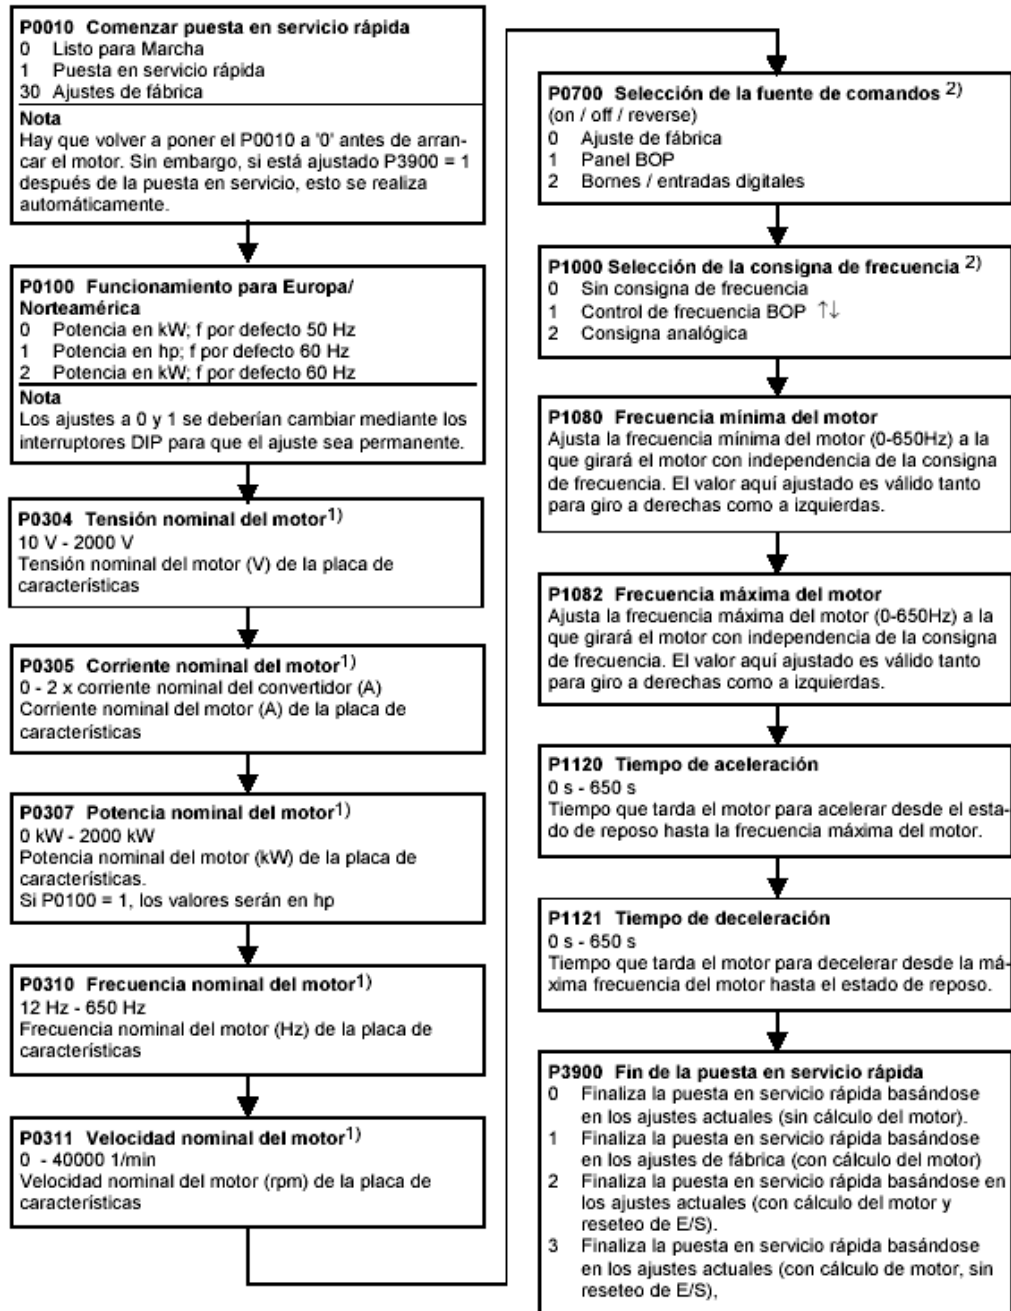 P0010 Comenzar puesta en servicio rápida
0 Listo para Marcha
1 Puesta en servicio rápida
30 Ajustes de fábrica
Nota
Hay que volver a poner el P0010 a '0' antes de arran-
car el motor. Sin embargo, si está ajustado P3900 = 1
después de la puesta en servicio, esto se realiza
automáticamente.
P0100 Funcionamiento para Europa/
Norteamérica
0 Potencia en kW; f por defecto 50 Hz
1 Potencia en hp; f por defecto 60 Hz
2 Potencia en kW; f por defecto 60 Hz
Nota
Los ajustes a 0 y 1 se deberían cambiar mediante los
interruptores DIP para que el ajuste sea permanente.
P0304 Tensión nominal del motor1)
10 V - 2000 V
Tensión nominal del motor (V) de la placa de
características
P0305 Corriente nominal del motor1)
0 - 2 x corriente nominal del convertidor (A)
Corriente nominal del motor (A) de la placa de
características
P0307 Potencia nominal del motor1)
0 kW - 2000 kW
Potencia nominal del motor (kW) de la placa de
características.
Si P0100 = 1, los valores serán en hp
P0310 Frecuencia nominal del motor1)
12 Hz - 650 Hz
Frecuencia nominal del motor (Hz) de la placa de
características
P0311 Velocidad nominal del motor1)
0 - 40000 1/min
Velocidad nominal del motor (rpm) de la placa de
características
P0700 Selección de la fuente de comandos 2)
(on / off / reverse)
0 Ajuste de fábrica
1 Panel BOP
2 Bornes / entradas digitales
P1000 Selección de la consigna de frecuencia 2)
0 Sin consigna de frecuencia
1 Control de frecuencia BOP ↑↓
2 Consigna analógica
P1080 Frecuencia mínima del motor
Ajusta la frecuencia mínima del motor (0-650Hz) a la
que girará el motor con independencia de la consigna
de frecuencia. El valor aquí ajustado es válido tanto
para giro a derechas como a izquierdas.
P1082 Frecuencia máxima del motor
Ajusta la frecuencia máxima del motor (0-650Hz) a la
que girará el motor con independencia de la consigna
de frecuencia. El valor aquí ajustado es válido tanto
para giro a derechas como a izquierdas.
P1120 Tiempo de aceleración
0 s - 650 s
Tiempo que tarda el motor para acelerar desde el esta-
do de reposo hasta la frecuencia máxima del motor.
P1121 Tiempo de deceleración
0 s - 650 s
Tiempo que tarda el motor para decelerar desde la má-
xima frecuencia del motor hasta el estado de reposo.
P3900 Fin de la puesta en servicio rápida
0 Finaliza la puesta en servicio rápida basándose
en los ajustes actuales (sin cálculo del motor).
1 Finaliza la puesta en servicio rápida basándose
en los ajustes de fábrica (con cálculo del motor)
2 Finaliza la puesta en servicio rápida basándose en
los ajustes actuales (con cálculo del motor y
reseteo de E/S).
3 Finaliza la puesta en servicio rápida basándose
en los ajustes actuales (con cálculo de motor, sin
reseteo de E/S),